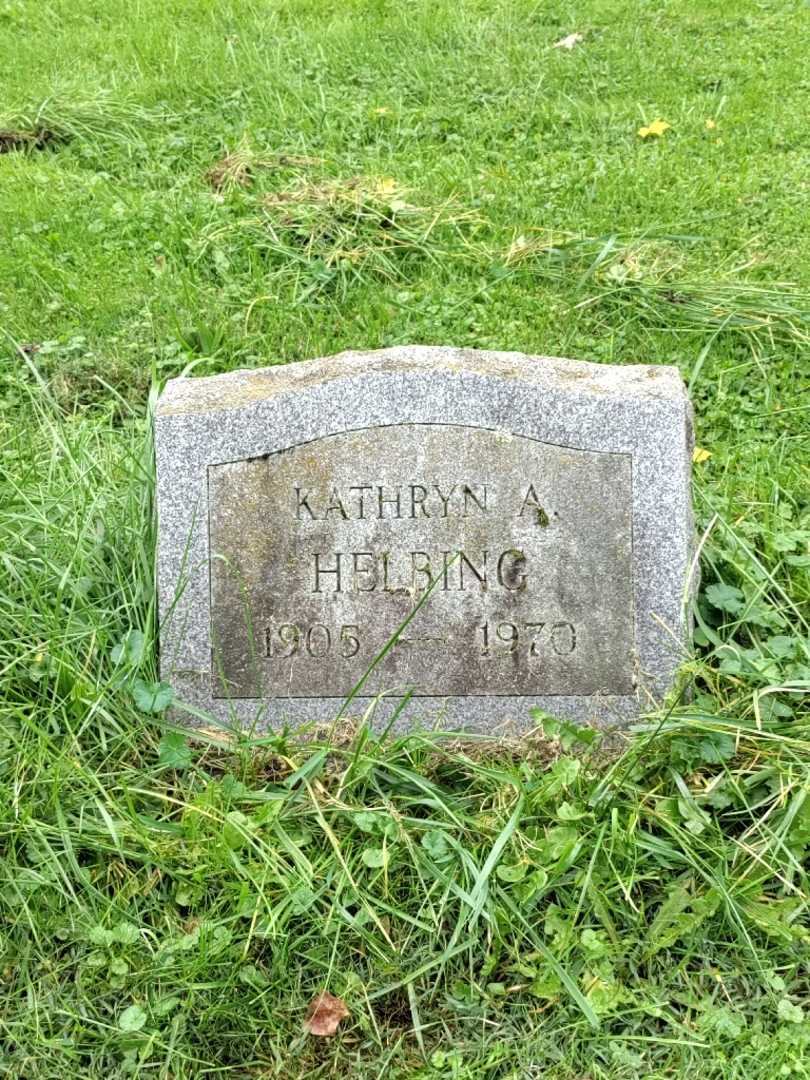 KATHRYN A.
HELBING
1905 — 1970